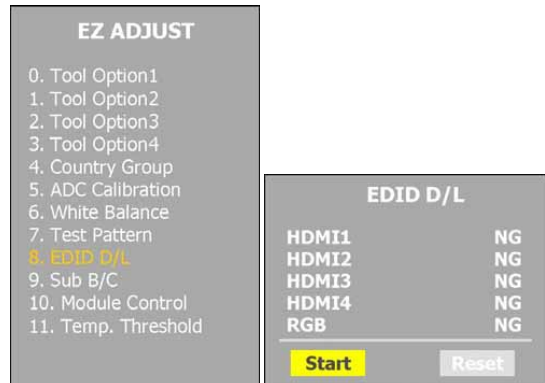 EZ ADJUST
0. Tool Option1
1. Tool Option2
2. Tool Option3
3. Tool Option4
4. Country Group
5. ADC Calibration
6. White Balance
7. Test Pattern
8. EDID D/L
9. Sub B/C
10. Module Control
11. Temp. Threshold
EDID D/L
HDMI1 NG
HDMI2 NG
HDMI3 NG
HDMI4 NG
RGB NG
Start Reset